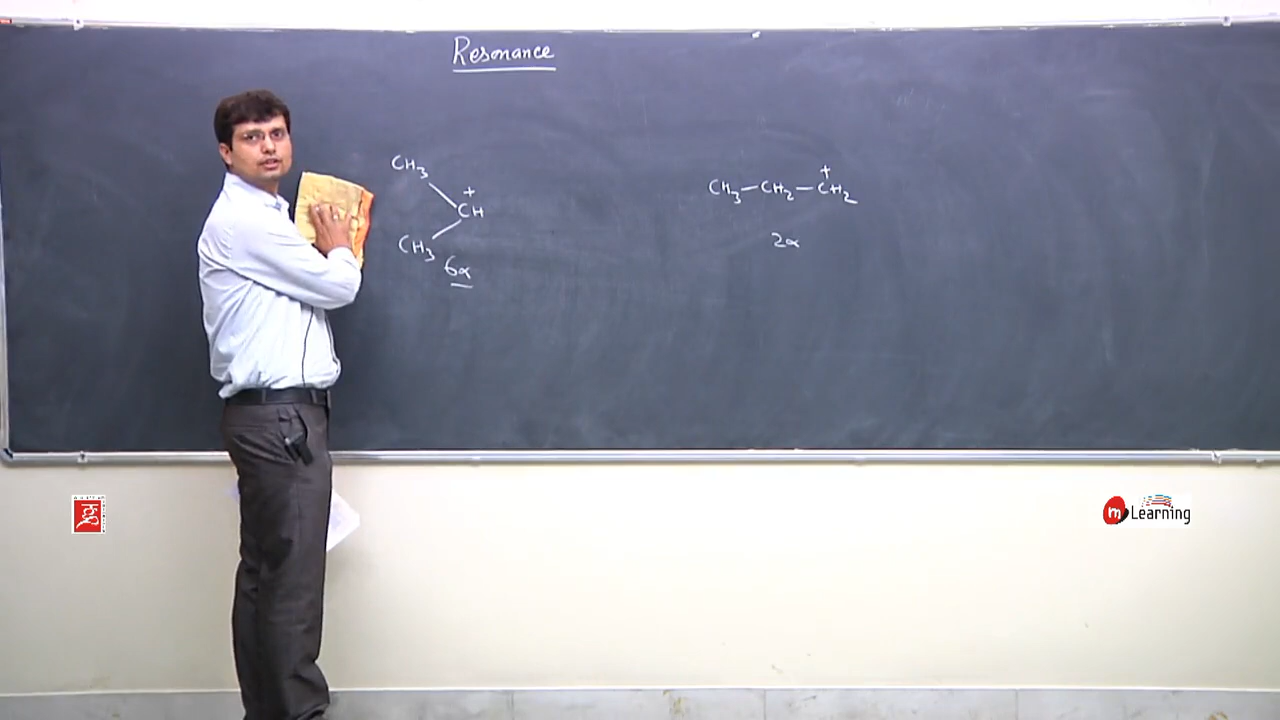 Resonance
CH3
+
CH
CH3
6α
+
CH3—CH2—CH2
2α
m Learning